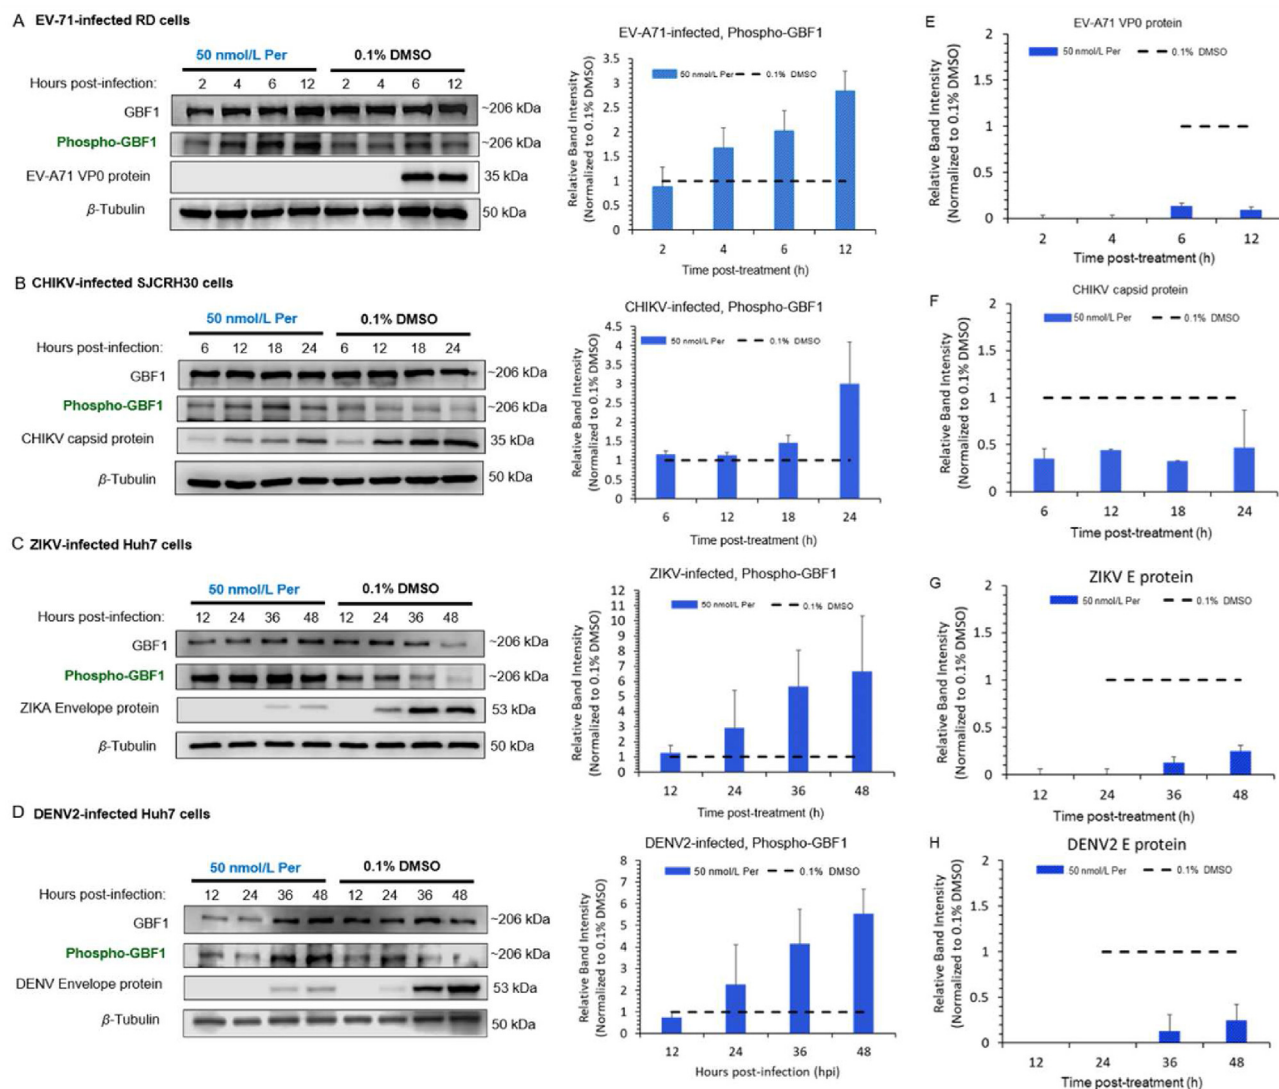 A EV-71-infected RD cells
50 nmol/L Per 0.1% DMSO
Hours post-infection: 2 4 6 12 2 4 6 12
GBF1 ~206 kDa
Phospho-GBF1 ~206 kDa
EV-A71 VP0 protein 35 kDa
β-Tubulin 50 kDa
EV-A71-infected, Phospho-GBF1
50 nmol/L Per 0.1% DMSO
Relative Band Intensity
(Normalized to 0.1% DMSO)
3.5
3
2.5
2
1.5
1
0.5
0
2 4 6 12
Time post-treatment (h)
E
EV-A71 VP0 protein
50 nmol/L Per 0.1% DMSO
Relative Band Intensity
(Normalized to 0.1% DMSO)
2
1.5
1
0.5
0
2 4 6 12
Time post-treatment (h)
B CHIKV-infected SJCRH30 cells
50 nmol/L Per 0.1% DMSO
Hours post-infection: 6 12 18 24 6 12 18 24
GBF1 ~206 kDa
Phospho-GBF1 ~206 kDa
CHIKV capsid protein 35 kDa
β-Tubulin 50 kDa
CHIKV-infected, Phospho-GBF1
50 nmol/L Per 0.1% DMSO
Relative Band Intensity
(Normalized to 0.1% DMSO)
4.5
4
3.5
3
2.5
2
1.5
1
0.5
0
6 12 18 24
Time post-treatment (h)
F
CHIKV capsid protein
50 nmol/L Per 0.1% DMSO
Relative Band Intensity
(Normalized to 0.1% DMSO)
2
1.5
1
0.5
0
6 12 18 24
Time post-treatment (h)
C ZIKV-infected Huh7 cells
50 nmol/L Per 0.1% DMSO
Hours post-infection: 12 24 36 48 12 24 36 48
GBF1 ~206 kDa
Phospho-GBF1 ~206 kDa
ZIKA Envelope protein 53 kDa
β-Tubulin 50 kDa
ZIKV-infected, Phospho-GBF1
50 nmol/L Per 0.1% DMSO
Relative Band Intensity
(Normalized to 0.1% DMSO)
12
11
10
9
8
7
6
5
4
3
2
1
0
12 24 36 48
Time post-treatment (h)
G
ZIKV E protein
50 nmol/L Per 0.1% DMSO
Relative Band Intensity
(Normalized to 0.1% DMSO)
2
1.5
1
0.5
0
12 24 36 48
Time post-treatment (h)
D DENV2-infected Huh7 cells
50 nmol/L Per 0.1% DMSO
Hours post-infection: 12 24 36 48 12 24 36 48
GBF1 ~206 kDa
Phospho-GBF1 ~206 kDa
DENV Envelope protein 53 kDa
β-Tubulin 50 kDa
DENV2-infected, Phospho-GBF1
50 nmol/L Per 0.1% DMSO
Relative Band Intensity
(Normalized to 0.1% DMSO)
8
7
6
5
4
3
2
1
0
12 24 36 48
Hours post-infection (hpi)
H
DENV2 E protein
50 nmol/L Per 0.1% DMSO
Relative Band Intensity
(Normalized to 0.1% DMSO)
2
1.5
1
0.5
0
12 24 36 48
Time post-treatment (h)